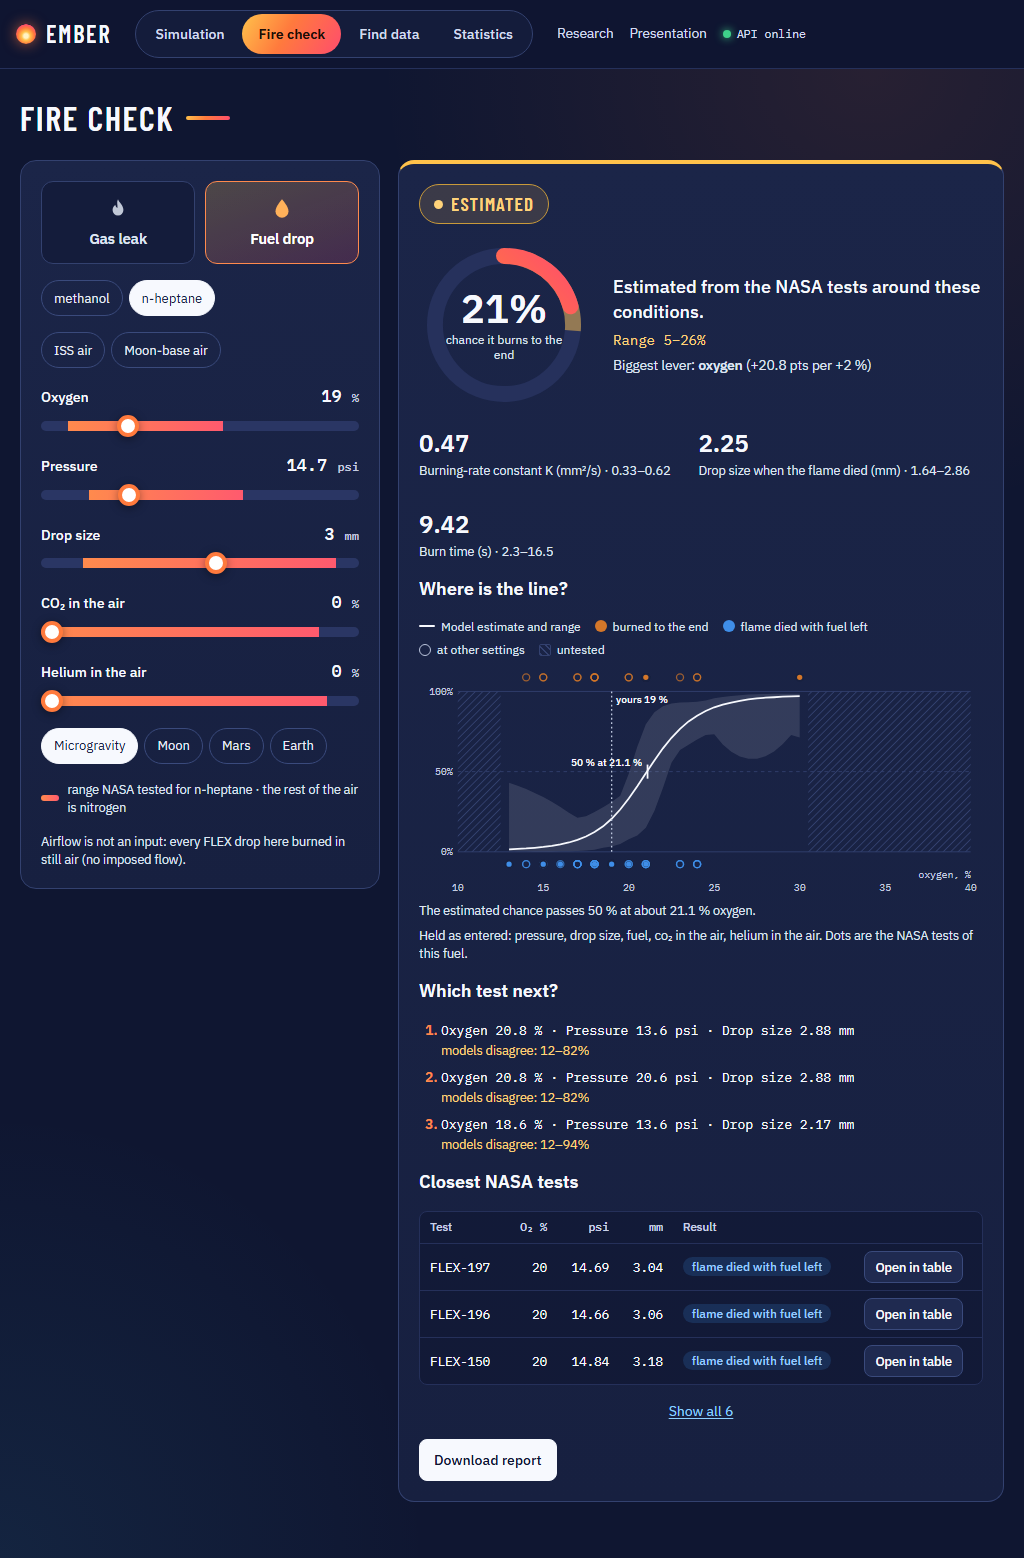 EMBER
Simulation
Fire check
Find data
Statistics
Research
Presentation
API online
FIRE CHECK
Gas leak
Fuel drop
methanol
n-heptane
ISS air
Moon-base air
Oxygen 19 %
Pressure 14.7 psi
Drop size 3 mm
CO₂ in the air 0 %
Helium in the air 0 %
Microgravity
Moon
Mars
Earth
range NASA tested for n-heptane · the rest of the air
is nitrogen
Airflow is not an input: every FLEX drop here burned in
still air (no imposed flow).
ESTIMATED
21%
chance it burns to the
end
Estimated from the NASA tests around these
conditions.
Range 5–26%
Biggest lever: oxygen (+20.8 pts per +2 %)
0.47
Burning-rate constant K (mm²/s) · 0.33–0.62
2.25
Drop size when the flame died (mm) · 1.64–2.86
9.42
Burn time (s) · 2.3–16.5
Where is the line?
Model estimate and range
burned to the end
flame died with fuel left
at other settings
untested
100%
yours 19 %
50 % at 21.1 %
50%
0%
oxygen, %
10 15 20 25 30 35 40
The estimated chance passes 50 % at about 21.1 % oxygen.
Held as entered: pressure, drop size, fuel, co₂ in the air, helium in the air. Dots are the NASA tests of
this fuel.
Which test next?
1. Oxygen 20.8 % · Pressure 13.6 psi · Drop size 2.88 mm
models disagree: 12–82%
2. Oxygen 20.8 % · Pressure 20.6 psi · Drop size 2.88 mm
models disagree: 12–82%
3. Oxygen 18.6 % · Pressure 13.6 psi · Drop size 2.17 mm
models disagree: 12–94%
Closest NASA tests
Test O₂ % psi mm Result
FLEX-197 20 14.69 3.04 flame died with fuel left Open in table
FLEX-196 20 14.66 3.06 flame died with fuel left Open in table
FLEX-150 20 14.84 3.18 flame died with fuel left Open in table
Show all 6
Download report